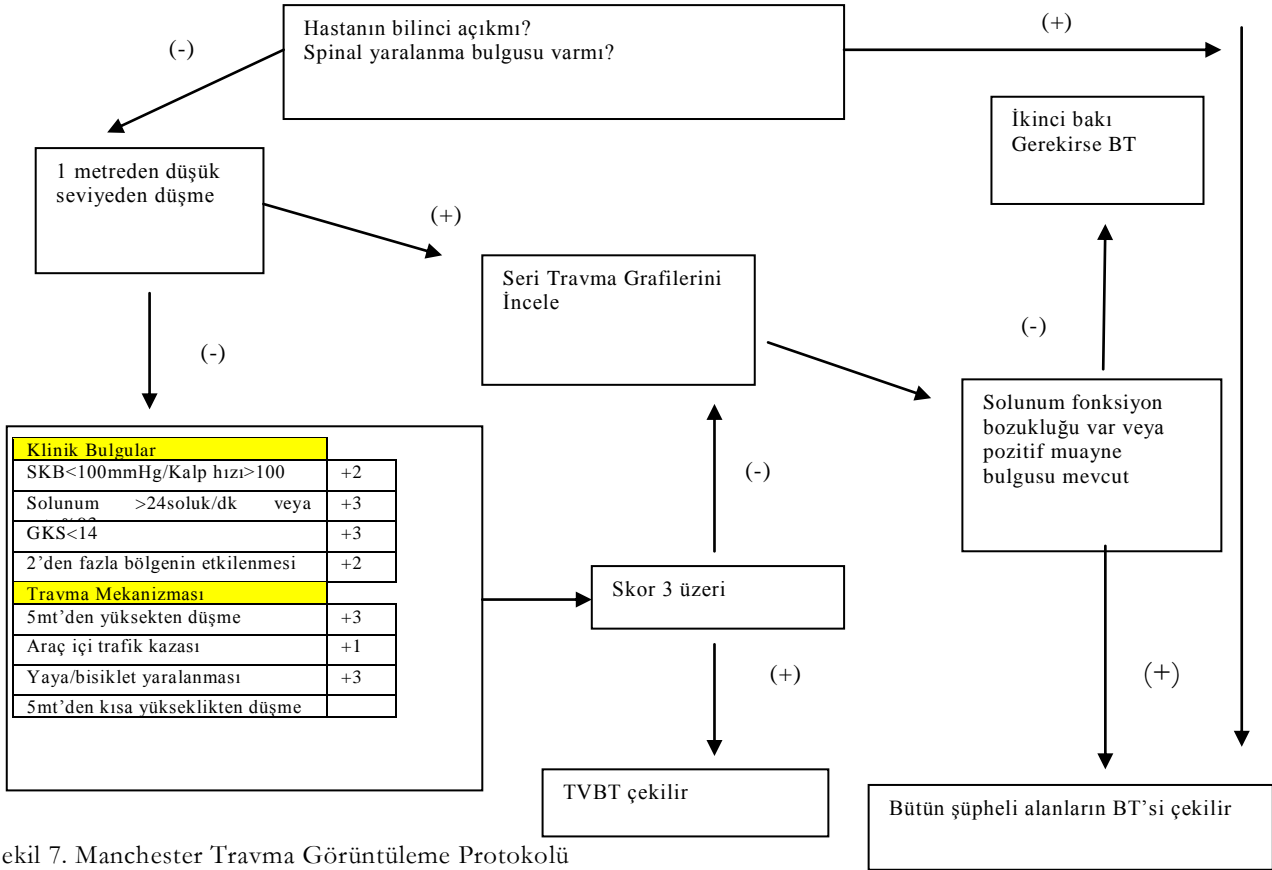 Hastanın bilinci açıkmı?
Spinal yaralanma bulgusu varmı?
(-)
(+)
1 metreden düşük
seviyeden düşme
İkinci bakı
Gerekirse BT
(+)
Seri Travma Grafilerini
İncele
(-)
(-)
Solunum fonksiyon
bozukluğu var veya
pozitif muayne
bulgusu mevcut
Klinik Bulgular
SKB<100mmHg/Kalp hızı>100 +2
Solunum >24soluk/dk veya +3
GKS<14 +3
2’den fazla bölgenin etkilenmesi +2
Travma Mekanizması
5mt’den yüksekten düşme +3
Araç içi trafik kazası +1
Yaya/bisiklet yaralanması +3
5mt’den kısa yükseklikten düşme
(-)
Skor 3 üzeri
(+)
(+)
TVBT çekilir
Bütün şüpheli alanların BT’si çekilir
ekil 7. Manchester Travma Görüntüleme Protokolü